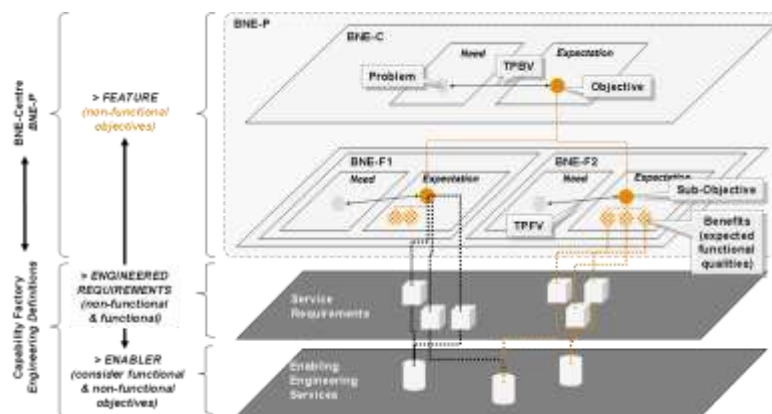 BNE-P
BNE-C
Need
Expectation
TPBV
Problem
Objective
BNE-Centre
BNE-P
> FEATURE
(non-functional
objectives)
BNE-F1
Need
Expectation
BNE-F2
Need
Expectation
Sub-Objective
TPFV
Benefits
(expected
functional
qualities)
Capability Factory
Engineering Definitions
> ENGINEERED
REQUIREMENTS
(non-functional
& functional)
Service
Requirements
> ENABLER
(consider functional
& non-functional
objectives)
Enabling
Engineering
Services